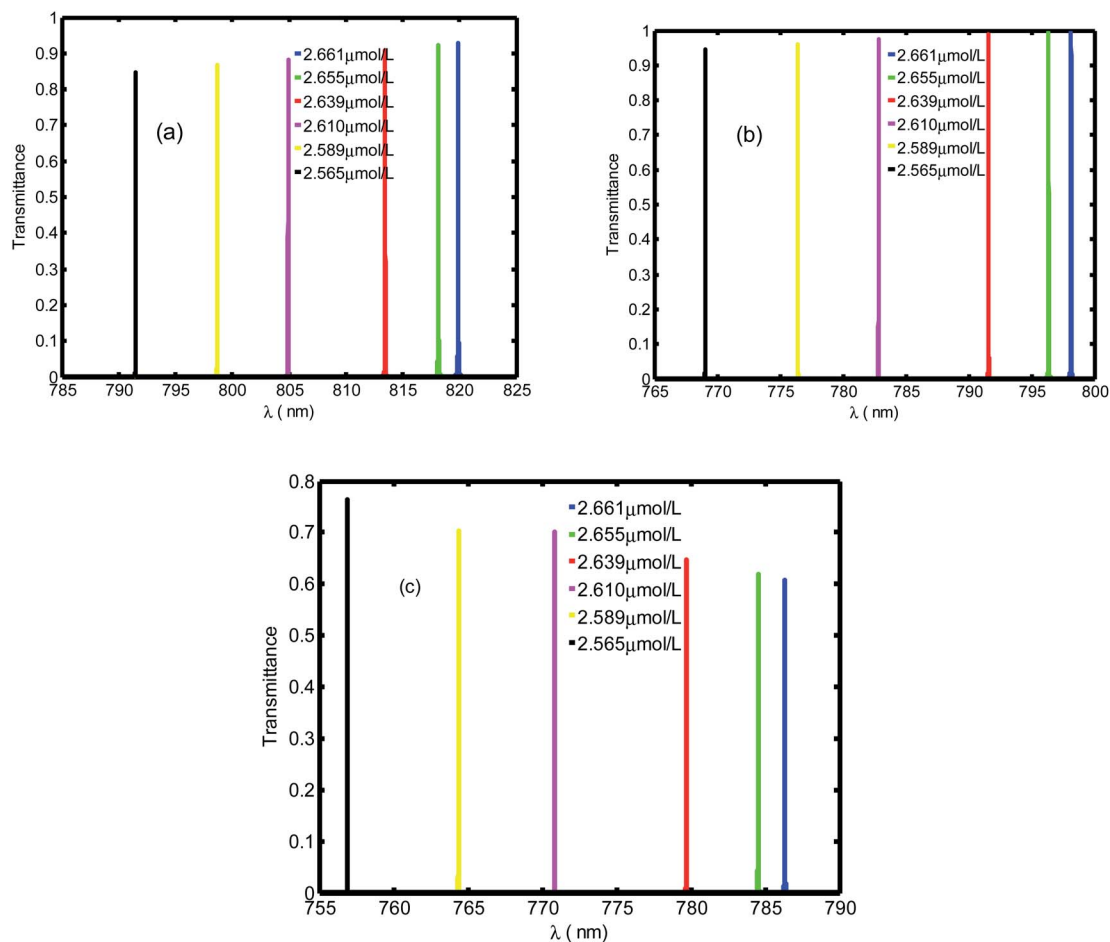 1
0.9
0.8
0.7
0.6
0.5
0.4
0.3
0.2
0.1
0
Transmittance
(a)
2.661μmol/L
2.655μmol/L
2.639μmol/L
2.610μmol/L
2.589μmol/L
2.565μmol/L
785 790 795 800 805 810 815 820 825
λ ( nm)
1
0.9
0.8
0.7
0.6
0.5
0.4
0.3
0.2
0.1
0
Transmittance
(b)
2.661μmol/L
2.655μmol/L
2.639μmol/L
2.610μmol/L
2.589μmol/L
2.565μmol/L
765 770 775 780 785 790 795 800
λ ( nm)
0.8
0.7
0.6
0.5
0.4
0.3
0.2
0.1
0
Transmittance
(c)
2.661μmol/L
2.655μmol/L
2.639μmol/L
2.610μmol/L
2.589μmol/L
2.565μmol/L
755 760 765 770 775 780 785 790
λ ( nm)